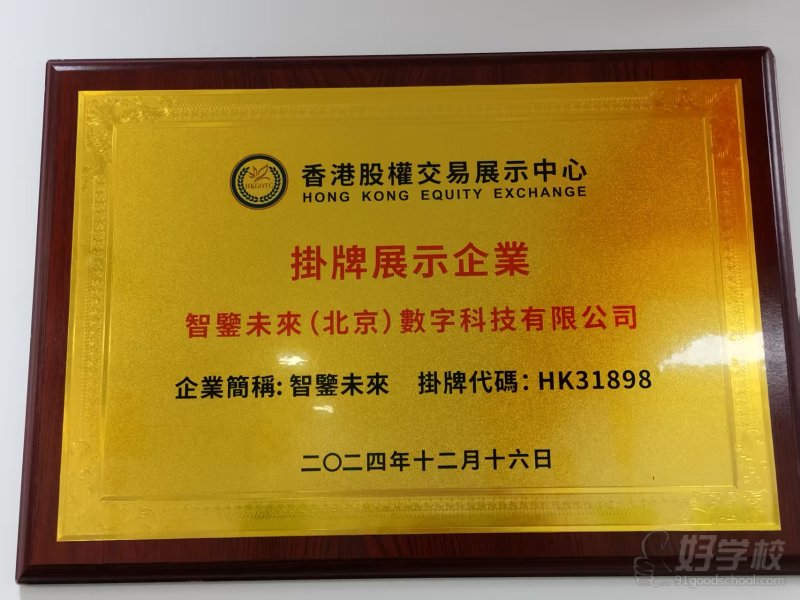 HKGOTC
香港股權交易展示中心
HONG KONG EQUITY EXCHANGE
掛牌展示企業
智鑒未來（北京）數字科技有限公司
企業簡稱: 智鑒未來 掛牌代碼: HK31898
二〇二四年十二月十六日
好学校
91goodschool.com